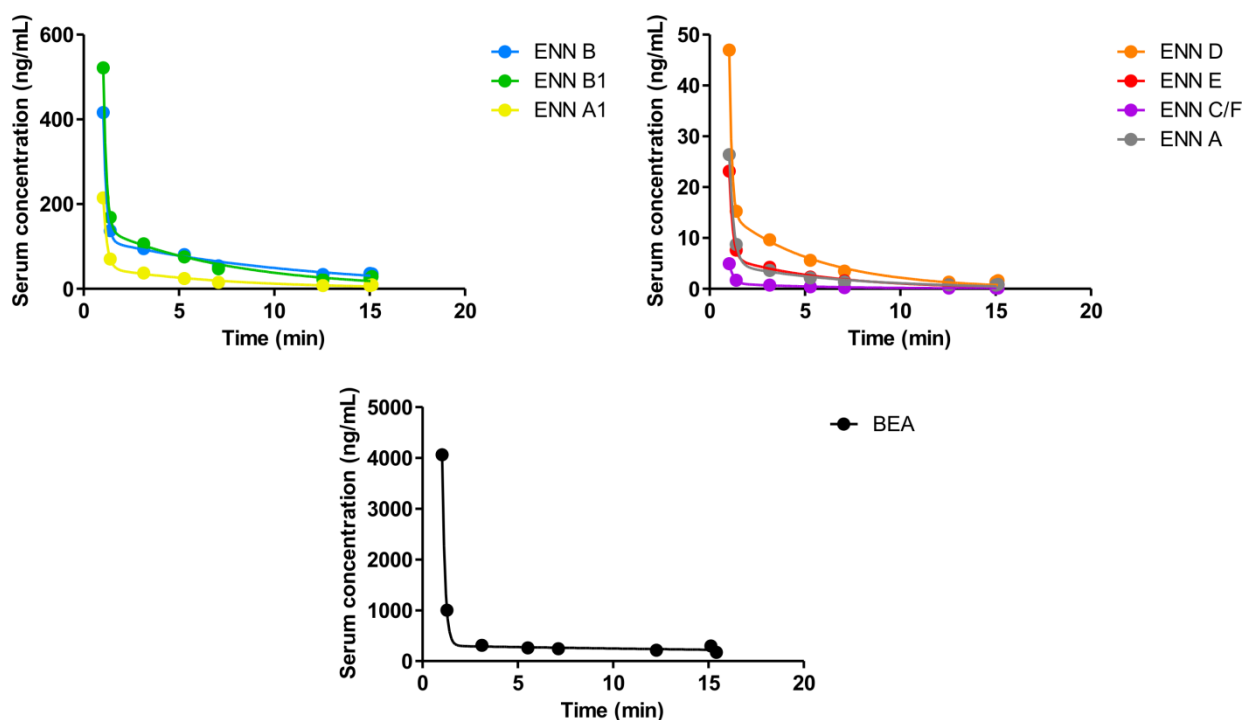 Serum concentration (ng/mL)
600
400
200
0
0
5
10
15
20
Time (min)
ENN B
ENN B1
ENN A1
Serum concentration (ng/mL)
50
40
30
20
10
0
0
5
10
15
20
Time (min)
ENN D
ENN E
ENN C/F
ENN A
Serum concentration (ng/mL)
5000
4000
3000
2000
1000
0
0
5
10
15
20
Time (min)
BEA